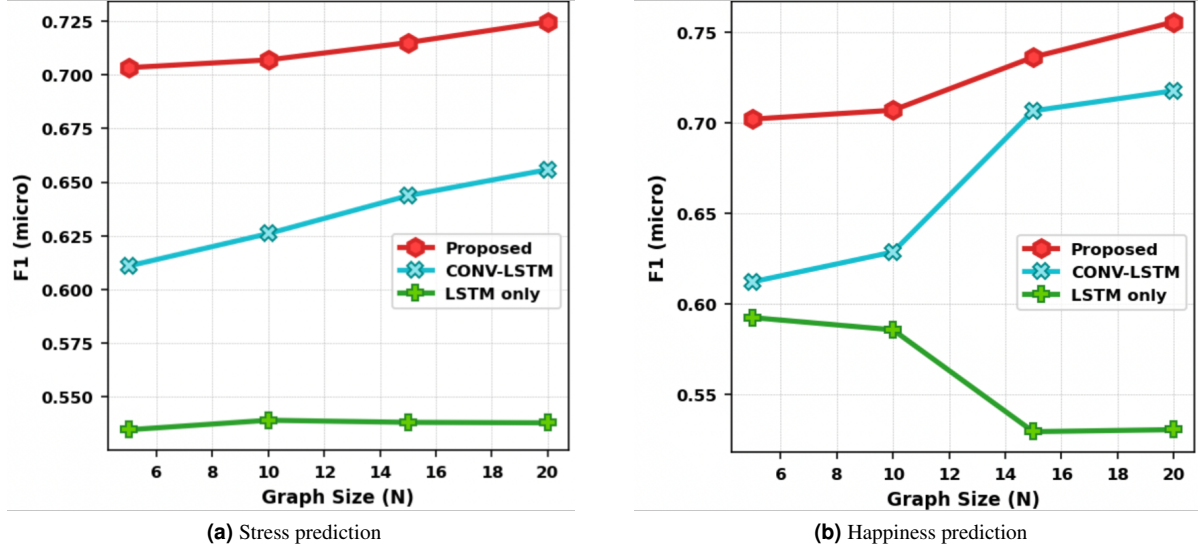 0.725
0.700
0.675
0.650
0.625
0.600
0.575
0.550
F1 (micro)
Proposed
CONV-LSTM
LSTM only
6 8 10 12 14 16 18 20
Graph Size (N)
(a) Stress prediction
0.75
0.70
0.65
0.60
0.55
F1 (micro)
Proposed
CONV-LSTM
LSTM only
6 8 10 12 14 16 18 20
Graph Size (N)
(b) Happiness prediction